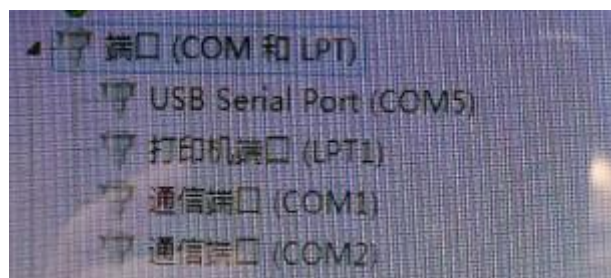 端口 (COM 和 LPT)
USB Serial Port (COM5)
打印机端口 (LPT1)
通信端口 (COM1)
通信端口 (COM2)